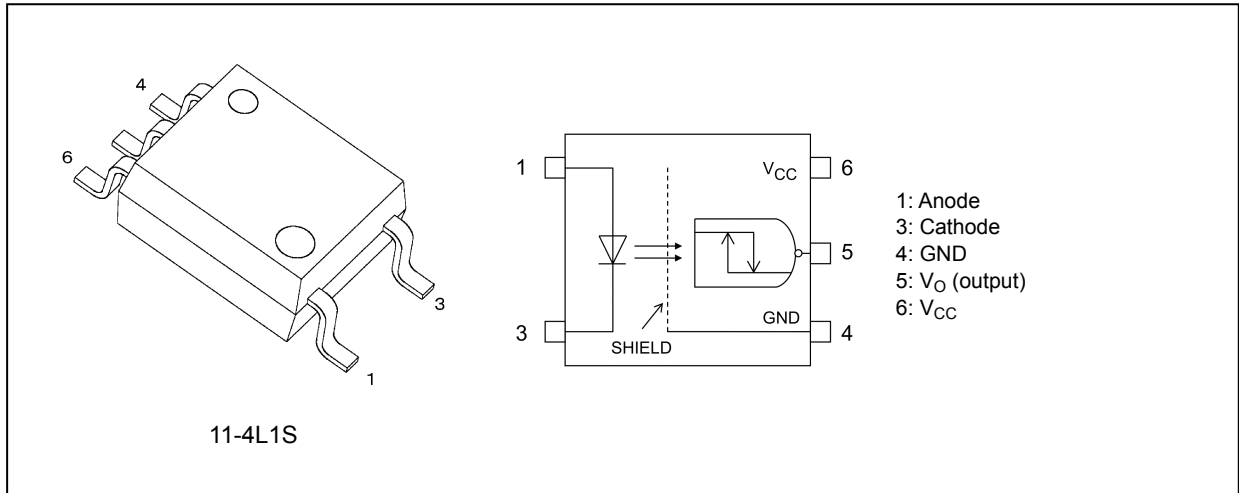 4
6
3
1
11-4L1S
1
3
SHIELD
VCC
GND
6
5
4
1: Anode
3: Cathode
4: GND
5: VO (output)
6: VCC